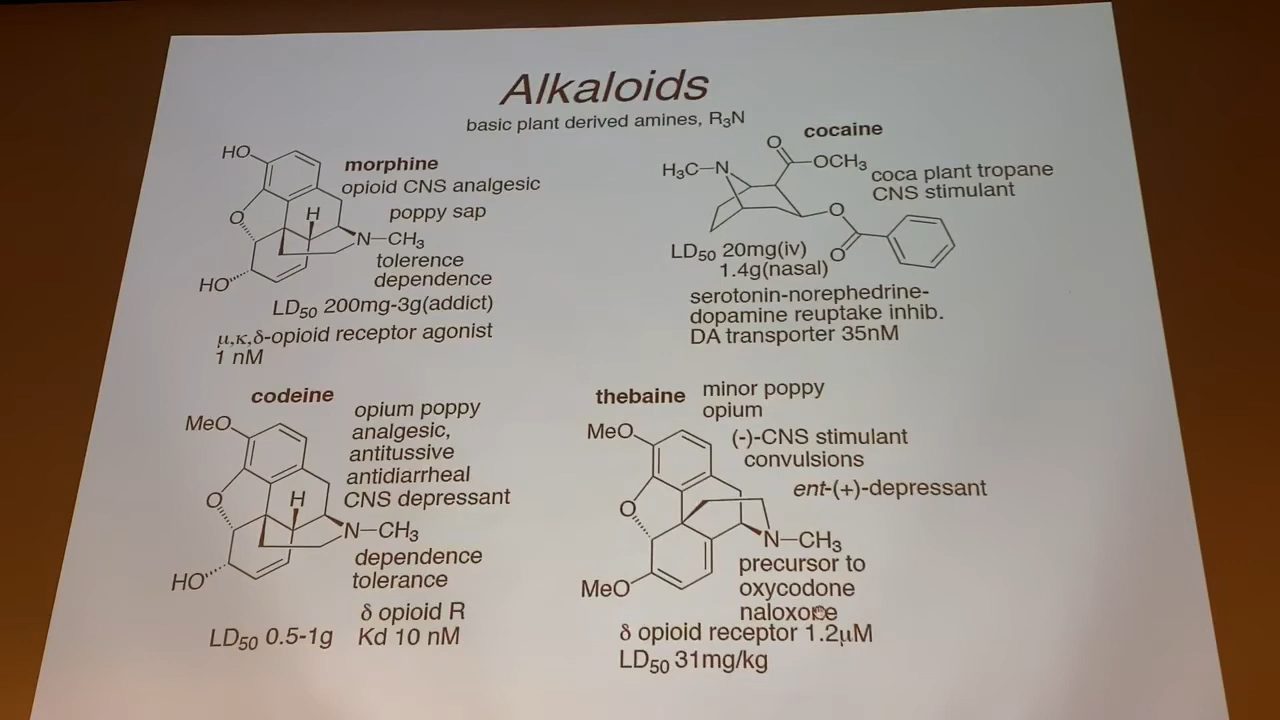 Alkaloids
basic plant derived amines, R₃N
HO
morphine
opioid CNS analgesic
poppy sap
O
H
N—CH₃
tolerence
dependence
HO
LD₅₀ 200mg-3g(addict)
μ,κ,δ-opioid receptor agonist
1 nM
cocaine
O
H₃C—N
OCH₃
coca plant tropane
CNS stimulant
O
O
LD₅₀ 20mg(iv)
1.4g(nasal)
serotonin-norephedrine-
dopamine reuptake inhib.
DA transporter 35nM
codeine
MeO
opium poppy
analgesic,
antitussive
antidiarrheal
CNS depressant
O
H
N—CH₃
HO
dependence
tolerance
δ opioid R
LD₅₀ 0.5-1g Kd 10 nM
thebaine
minor poppy
opium
MeO
(-)-CNS stimulant
convulsions
ent-(+)-depressant
O
N—CH₃
MeO
precursor to
oxycodone
naloxone
δ opioid receptor 1.2μM
LD₅₀ 31mg/kg